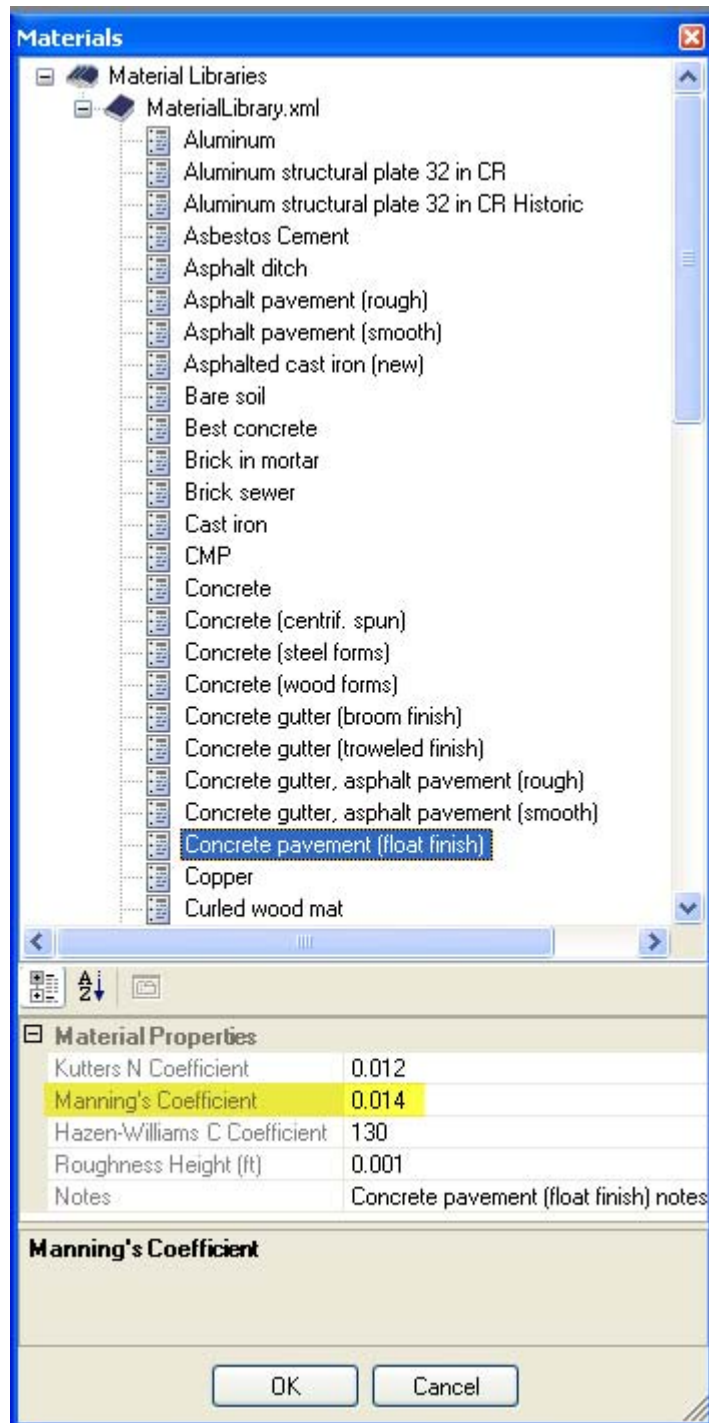 Materials
Material Libraries
MaterialLibrary.xml
Aluminum
Aluminum structural plate 32 in CR
Aluminum structural plate 32 in CR Historic
Asbestos Cement
Asphalt ditch
Asphalt pavement (rough)
Asphalt pavement (smooth)
Asphalted cast iron (new)
Bare soil
Best concrete
Brick in mortar
Brick sewer
Cast iron
CMP
Concrete
Concrete (centrif. spun)
Concrete (steel forms)
Concrete (wood forms)
Concrete gutter (broom finish)
Concrete gutter (troweled finish)
Concrete gutter, asphalt pavement (rough)
Concrete gutter, asphalt pavement (smooth)
Concrete pavement (float finish)
Copper
Curled wood mat
Material Properties
Kutters N Coefficient 0.012
Manning's Coefficient 0.014
Hazen-Williams C Coefficient 130
Roughness Height (ft) 0.001
Notes Concrete pavement (float finish) notes
Manning's Coefficient
OK Cancel